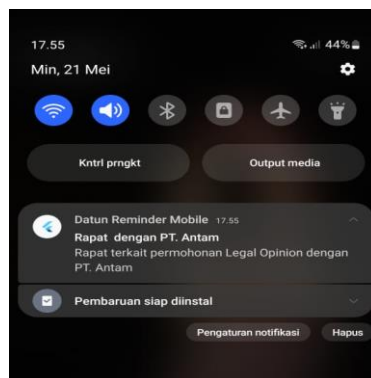 17.55 44%
Min, 21 Mei
Kntrl prngkt Output media
Datun Reminder Mobile 17.55
Rapat dengan PT. Antam
Rapat terkait permohonan Legal Opinion dengan
PT. Antam
Pembaruan siap diinstal
Pengaturan notifikasi Hapus